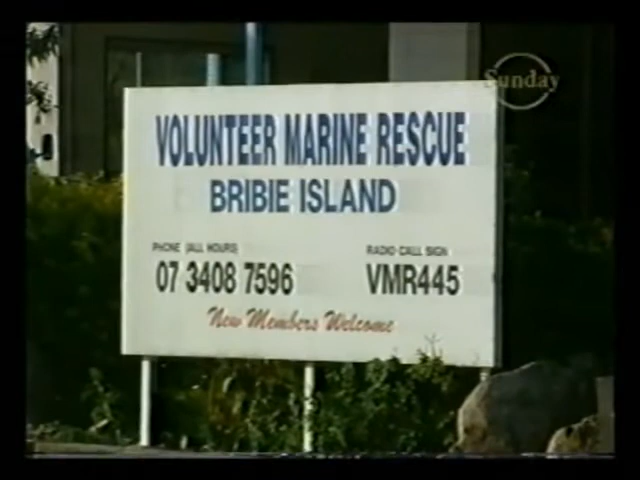 Sunday
VOLUNTEER MARINE RESCUE
BRIBIE ISLAND
PHONE (ALL HOURS)
07 3408 7596
RADIO CALL SIGN
VMR445
New Members Welcome